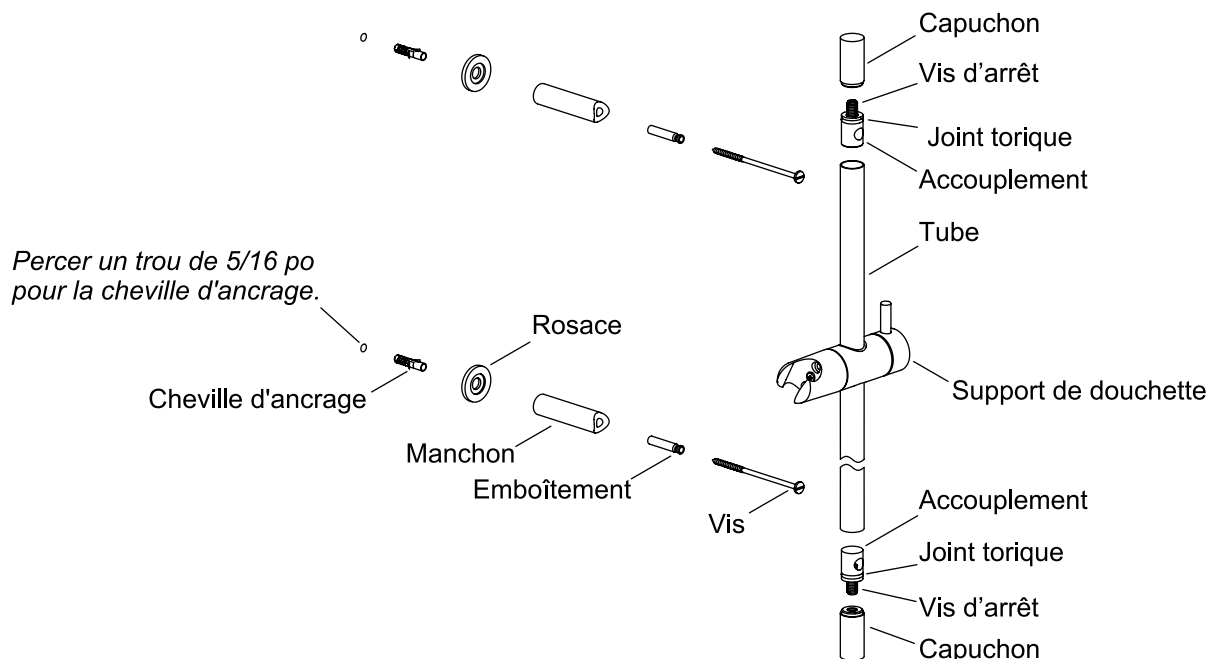 Capuchon
Vis d’arrêt
Joint torique
Accouplement
Tube
Percer un trou de 5/16 po
pour la cheville d'ancrage.
Rosace
Cheville d'ancrage
Support de douchette
Manchon
Emboîtement
Vis
Accouplement
Joint torique
Vis d’arrêt
Capuchon